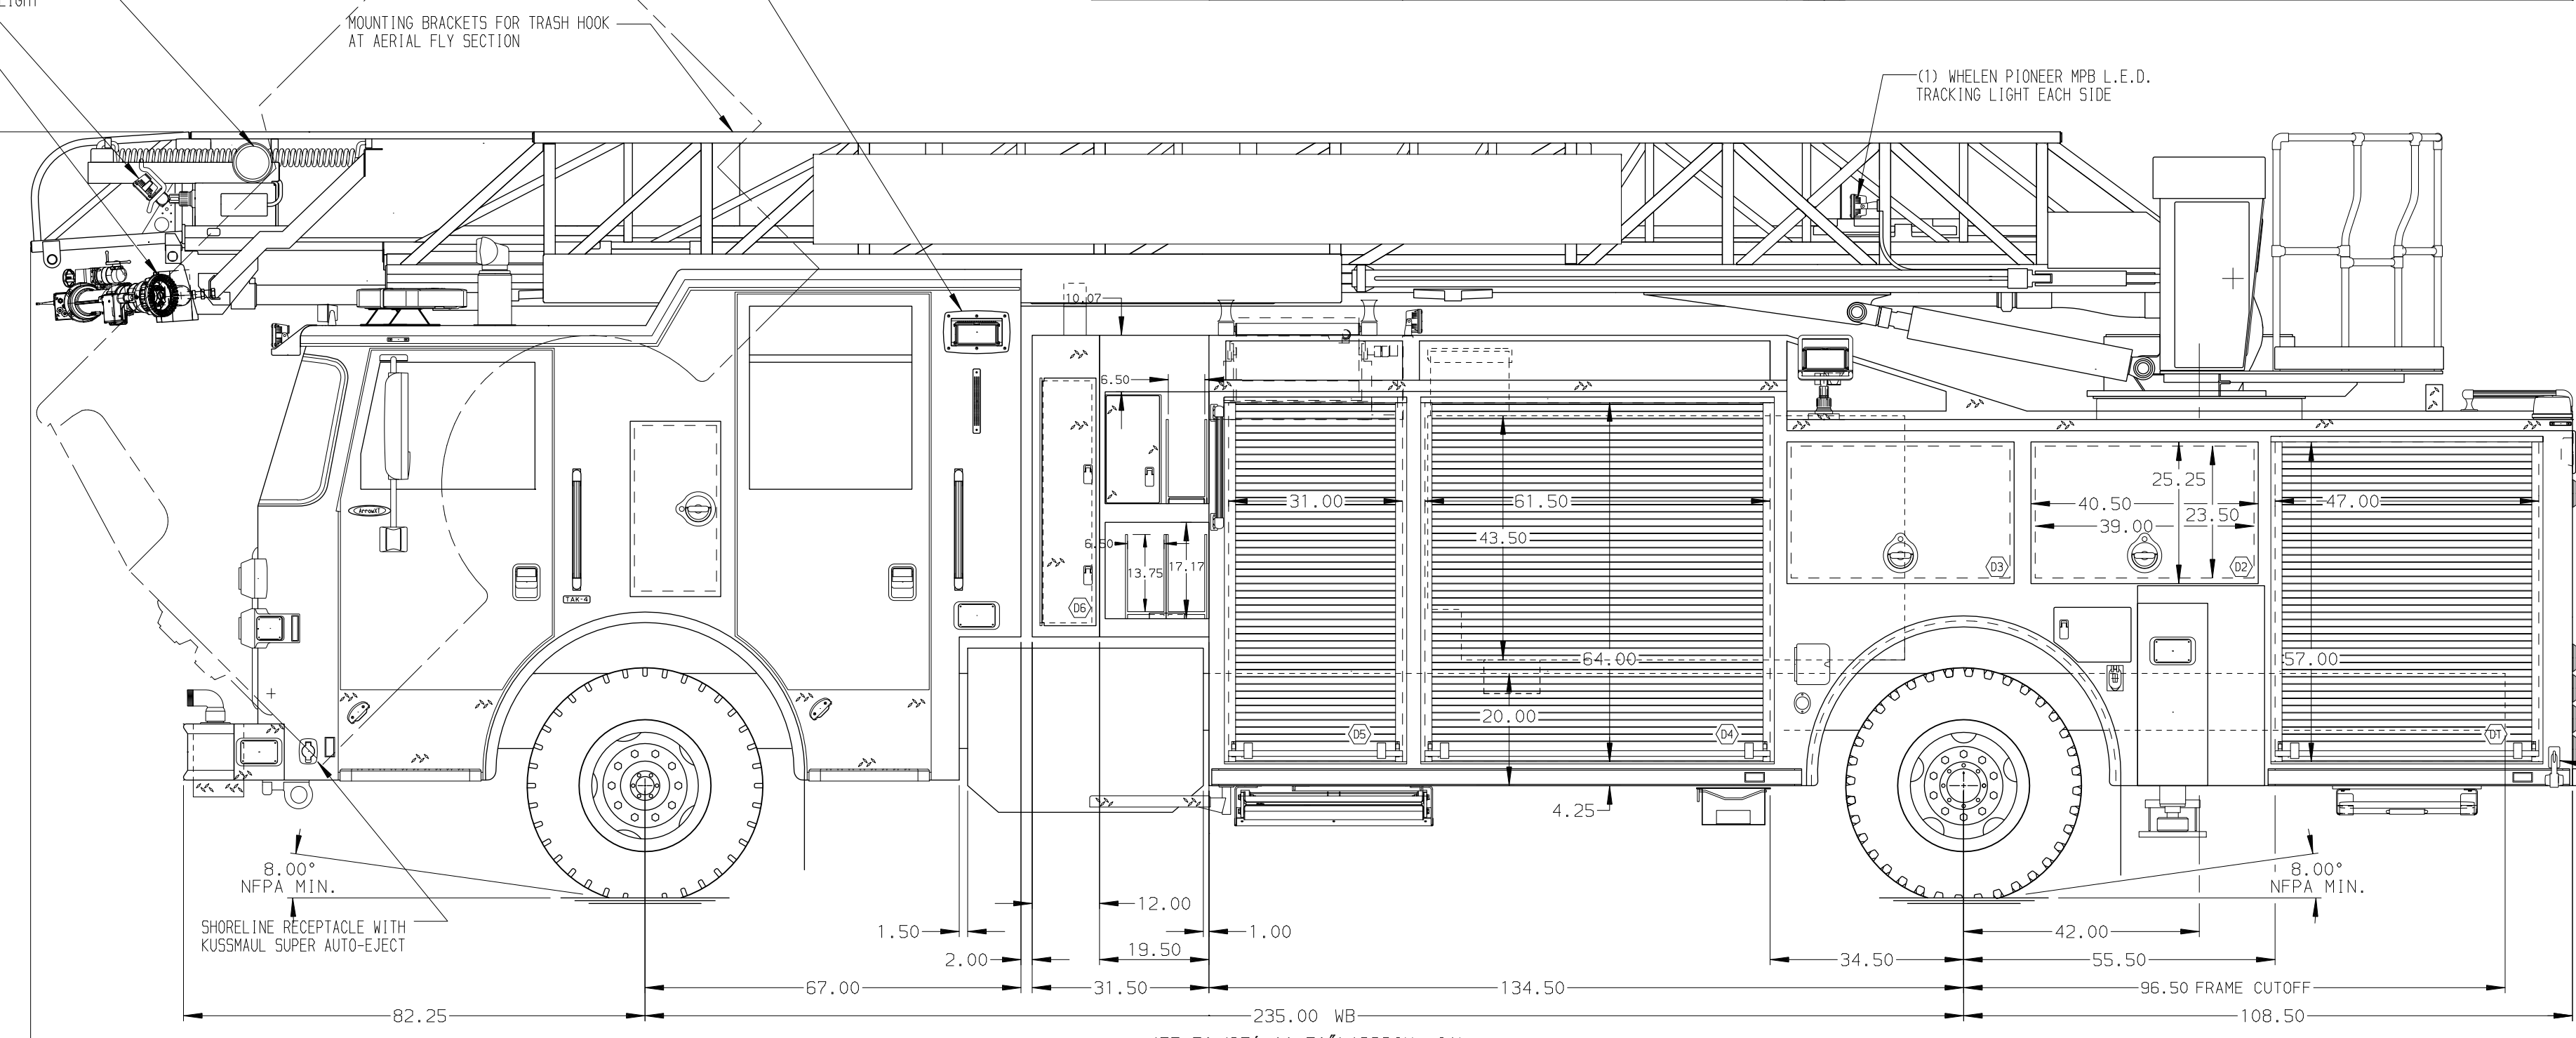 LIGHT
MOUNTING BRACKETS FOR TRASH HOOK
AT AERIAL FLY SECTION
(1) WHELEN PIONEER MPB L.E.D.
TRACKING LIGHT EACH SIDE
10.07
6.50
31.00
61.50
43.50
64.00
20.00
25.25
40.50
23.50
39.00
47.00
57.00
6.50
13.75
17.17
ArrowXT
TAK-4
D6
D5
D4
D3
D2
DT
4.25
8.00°
NFPA MIN.
8.00°
NFPA MIN.
SHORELINE RECEPTACLE WITH
KUSSMAUL SUPER AUTO-EJECT
12.00
1.50
1.00
2.00
19.50
42.00
34.50
55.50
67.00
31.50
134.50
96.50 FRAME CUTOFF
82.25
235.00 WB
108.50